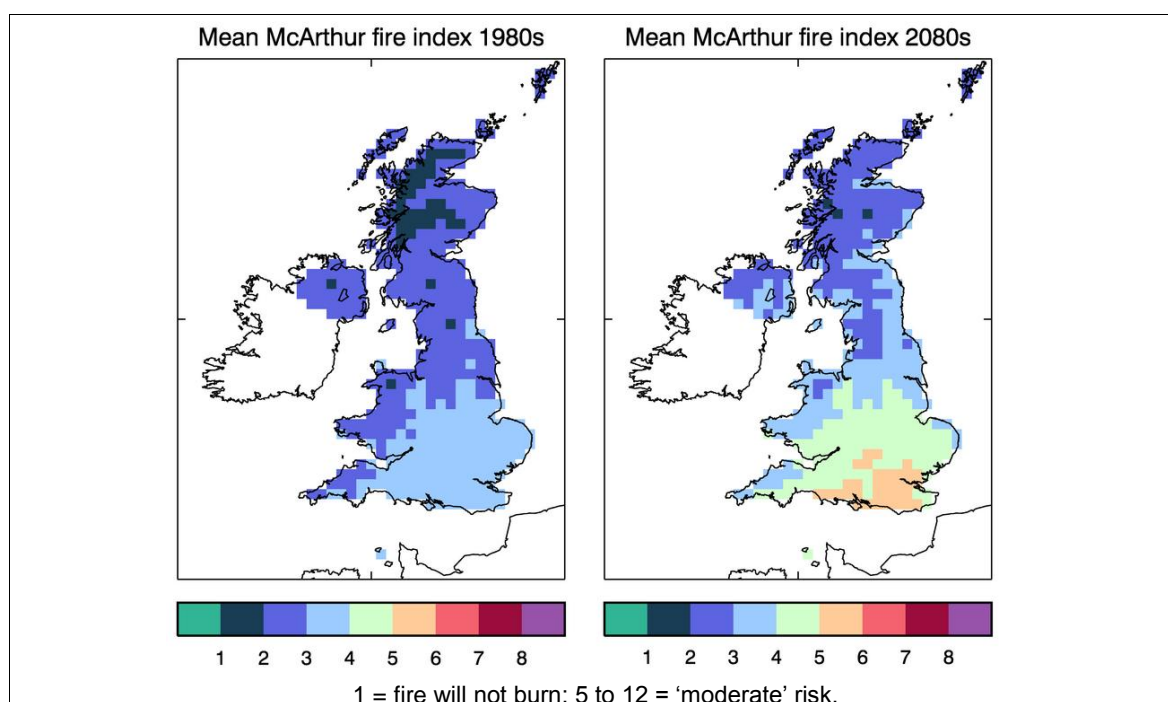 Mean McArthur fire index 1980s
Mean McArthur fire index 2080s
1 2 3 4 5 6 7 8
1 2 3 4 5 6 7 8
1 = fire will not burn; 5 to 12 = ‘moderate’ risk.